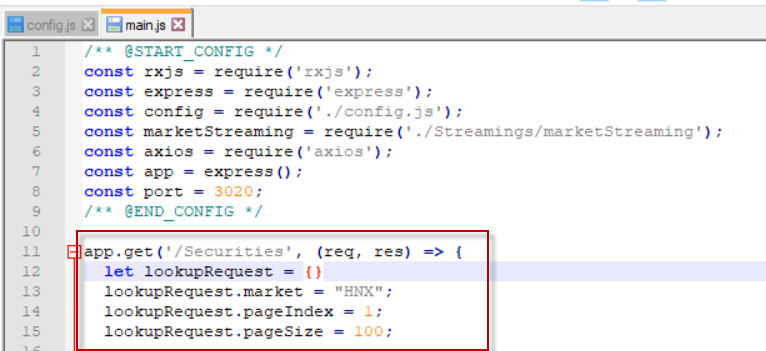 config.js main.js
1 /** @START_CONFIG */
2 const rxjs = require('rxjs');
3 const express = require('express');
4 const config = require('./config.js');
5 const marketStreaming = require('./Streamings/marketStreaming');
6 const axios = require('axios');
7 const app = express();
8 const port = 3020;
9 /** @END_CONFIG */
10
11 app.get('/Securities', (req, res) => {
12 let lookupRequest = {}
13 lookupRequest.market = "HNX";
14 lookupRequest.pageIndex = 1;
15 lookupRequest.pageSize = 100;